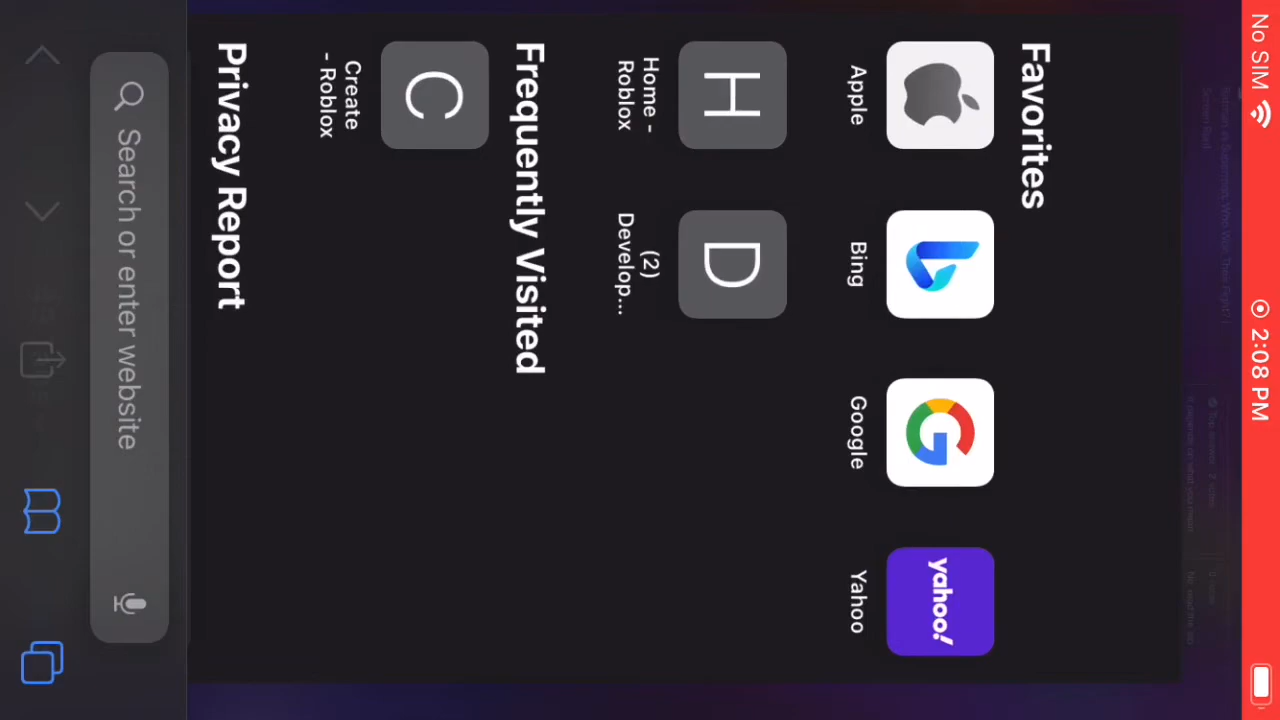 No SIM
2:08 PM
Favorites
Apple
Bing
Google
yahoo!
Yahoo
H
Home -
Roblox
D
(2)
Develop...
Frequently Visited
C
Create
- Roblox
Privacy Report
Search or enter website